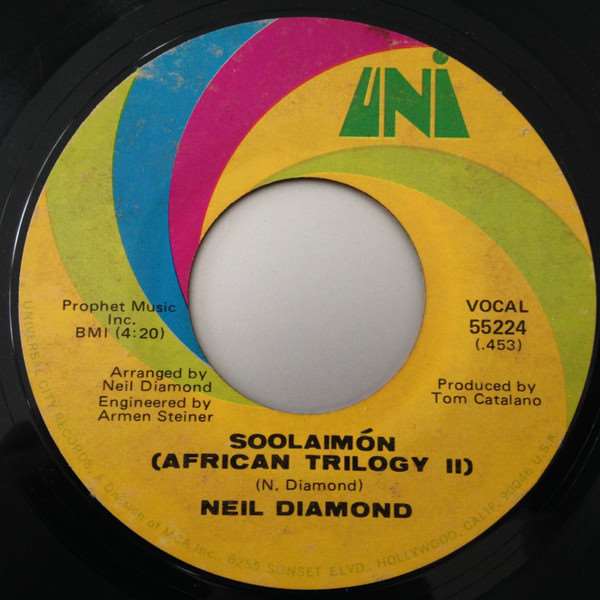 UNI
Prophet Music
Inc.
BMI (4:20)
VOCAL
55224
(.453)
Arranged by
Neil Diamond
Engineered by
Armen Steiner
Produced by
Tom Catalano
SOOLAIMÓN
(AFRICAN TRILOGY II)
(N. Diamond)
NEIL DIAMOND
UNIVERSAL CITY RECORDS, A Division of MCA Inc. 8255 SUNSET BLVD., HOLLYWOOD, CALIF. 90046 U.S.A.